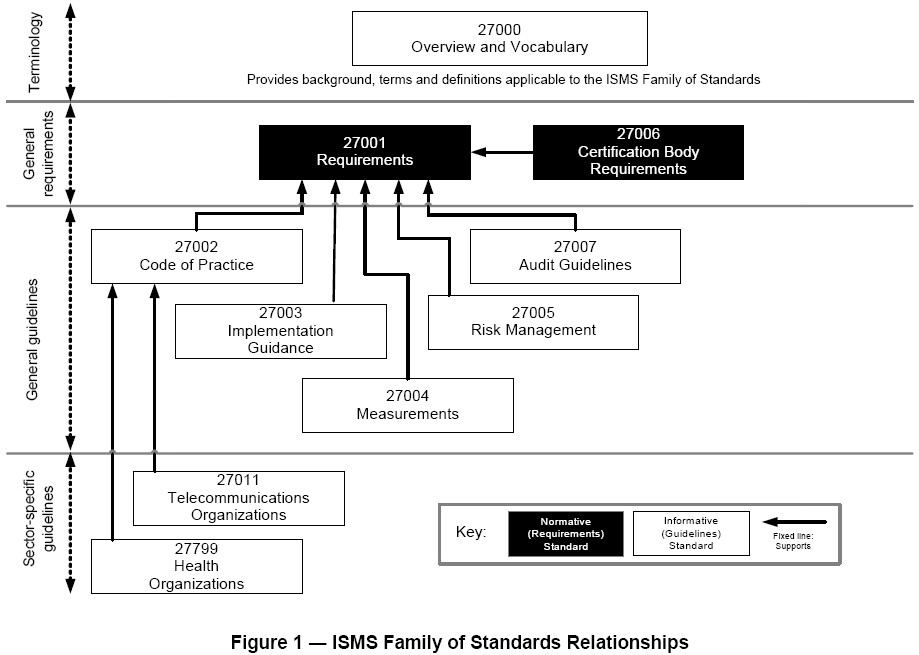 Terminology
27000
Overview and Vocabulary
Provides background, terms and definitions applicable to the ISMS Family of Standards
General
requirements
27001
Requirements
27006
Certification Body
Requirements
General guidelines
27002
Code of Practice
27007
Audit Guidelines
27003
Implementation
Guidance
27005
Risk Management
27004
Measurements
Sector-specific
guidelines
27011
Telecommunications
Organizations
27799
Health
Organizations
Key:
Normative
(Requirements)
Standard
Informative
(Guidelines)
Standard
Fixed line:
Supports
Figure 1 — ISMS Family of Standards Relationships